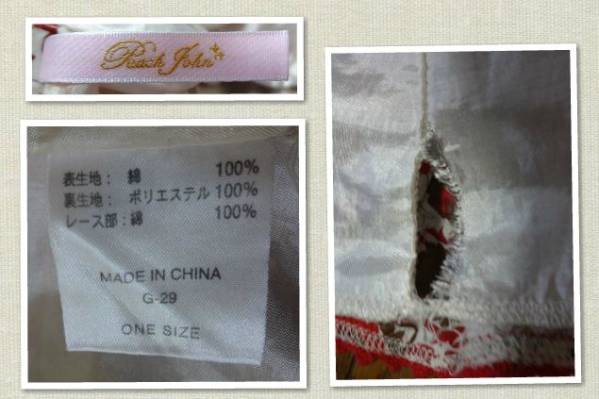 Peach John
表生地： 綿 100%
裏生地： ポリエステル 100%
レース部：綿 100%
MADE IN CHINA
G-29
ONE SIZE